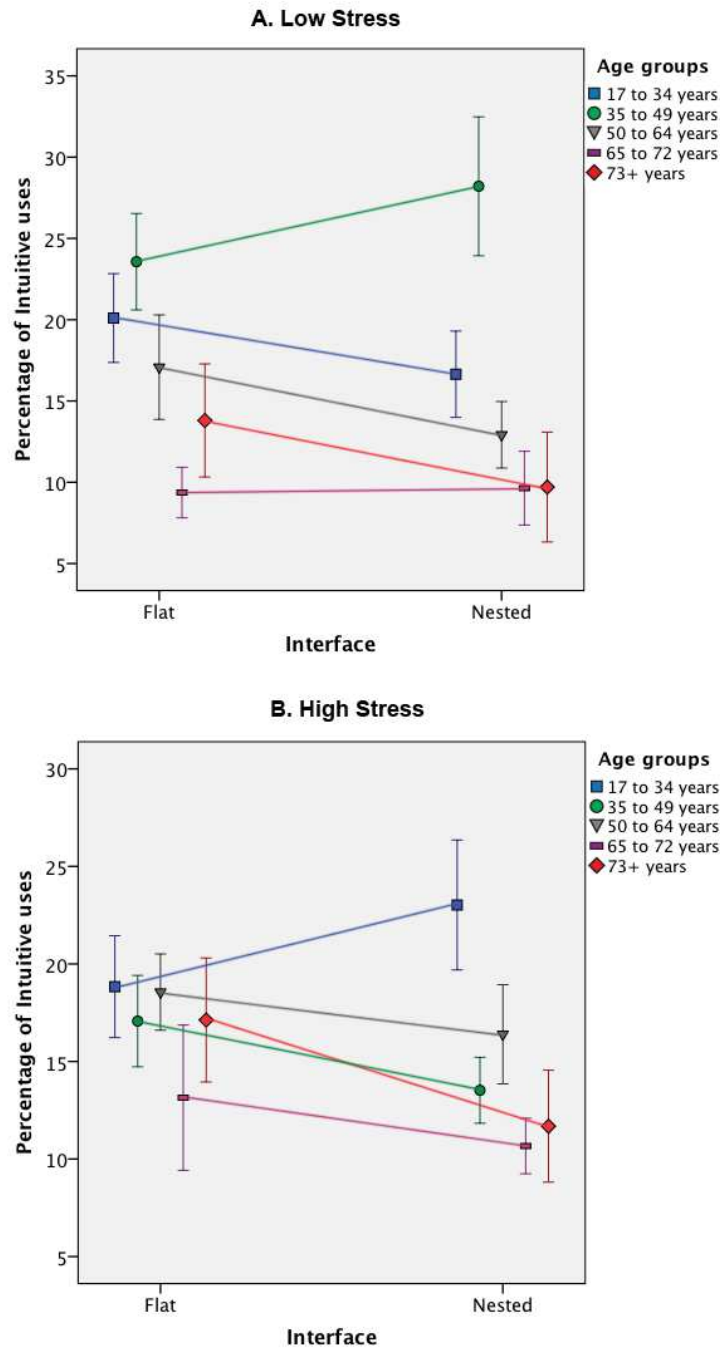 A. Low Stress
Age groups
17 to 34 years
35 to 49 years
50 to 64 years
65 to 72 years
73+ years
Percentage of Intuitive uses
35
30
25
20
15
10
5
Flat
Nested
Interface
B. High Stress
Age groups
17 to 34 years
35 to 49 years
50 to 64 years
65 to 72 years
73+ years
Percentage of Intuitive uses
30
25
20
15
10
5
Flat
Nested
Interface